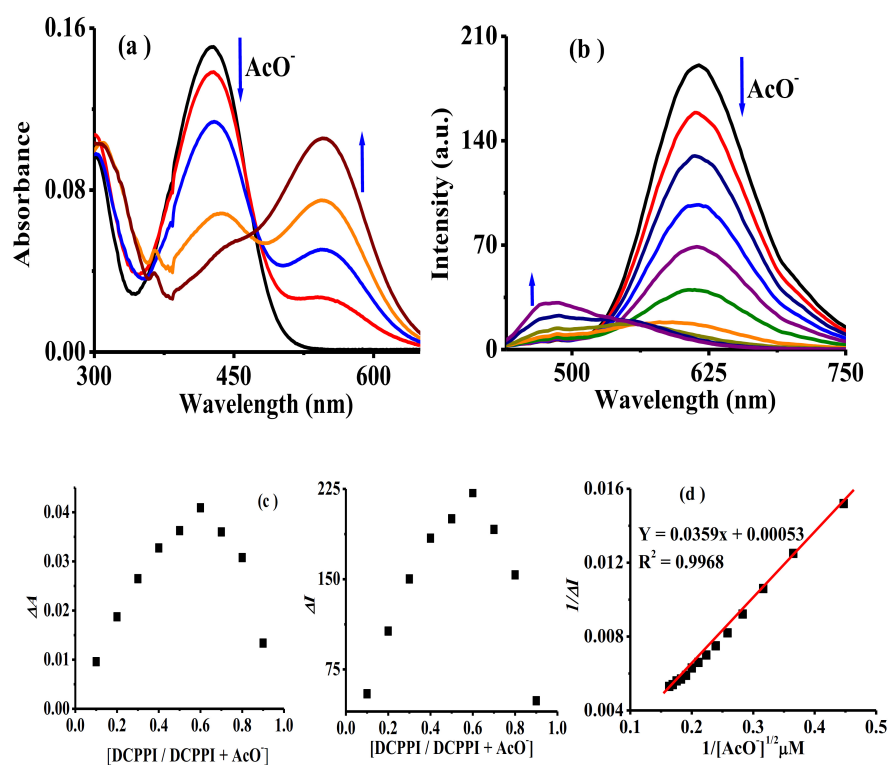 (a)
AcO⁻
Absorbance
0.16
0.08
0.00
300
450
600
Wavelength (nm)
(b)
AcO⁻
Intensity (a.u.)
210
140
70
0
500
625
750
Wavelength (nm)
(c)
ΔA
0.04
0.03
0.02
0.01
0.00
0.0
0.2
0.4
0.6
0.8
1.0
[DCPPI / DCPPI + AcO⁻]
ΔI
225
150
75
0.0
0.2
0.4
0.6
0.8
1.0
[DCPPI / DCPPI + AcO⁻]
(d)
Y = 0.0359x + 0.00053
R² = 0.9968
1/ΔI
0.016
0.012
0.008
0.004
0.1
0.2
0.3
0.4
0.5
1/[AcO⁻]¹ᐟ²μM